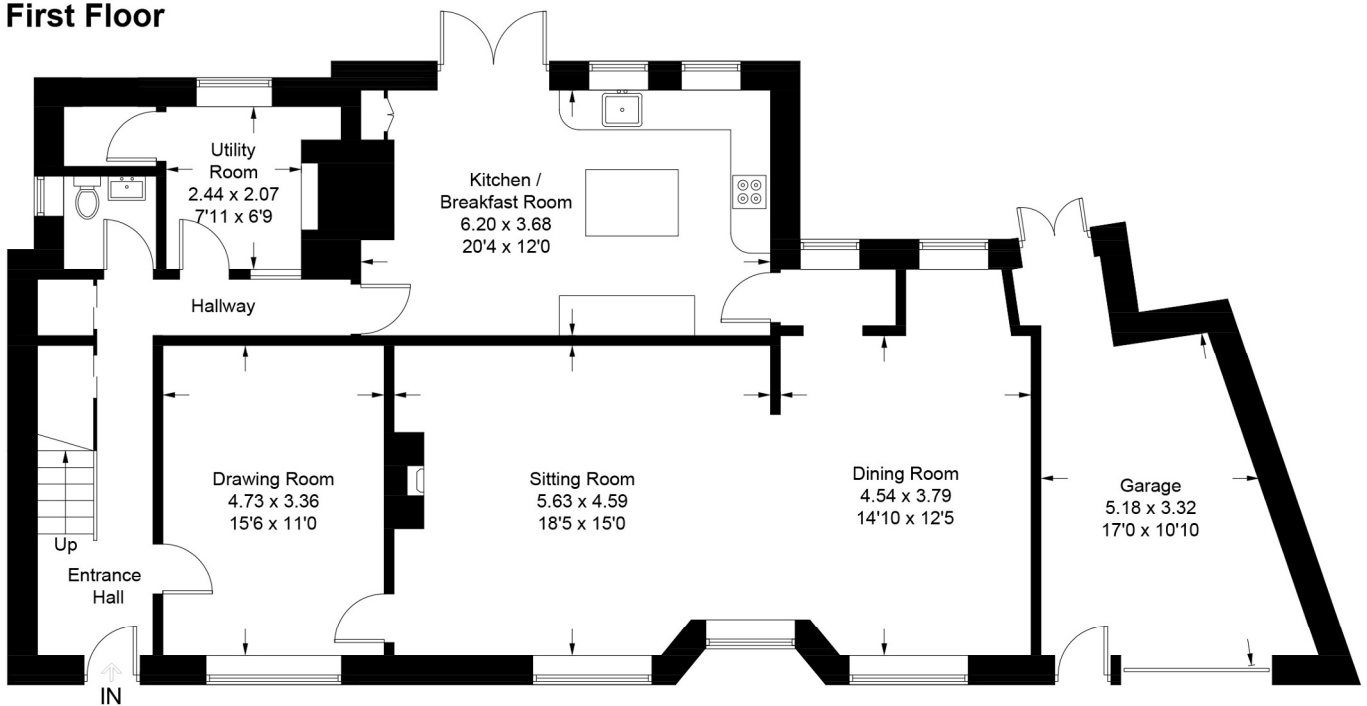 First Floor
Utility
Room
2.44 x 2.07
7'11 x 6'9
Kitchen /
Breakfast Room
6.20 x 3.68
20'4 x 12'0
Hallway
Drawing Room
4.73 x 3.36
15'6 x 11'0
Sitting Room
5.63 x 4.59
18'5 x 15'0
Dining Room
4.54 x 3.79
14'10 x 12'5
Garage
5.18 x 3.32
17'0 x 10'10
Up
Entrance
Hall
IN